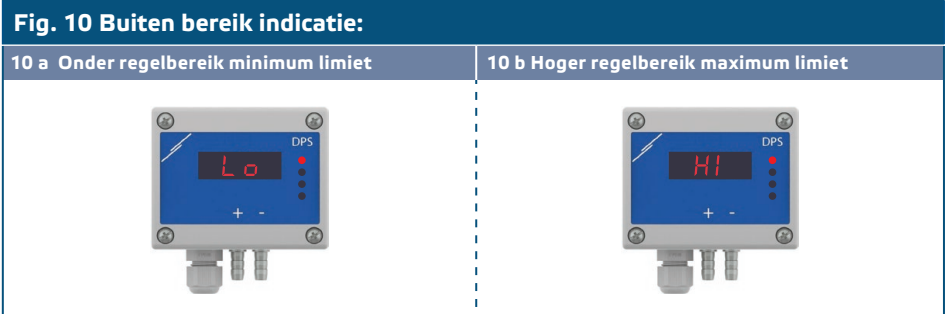 Fig. 10 Buiten bereik indicatie:
10 a Onder regelbereik minimum limiet
10 b Hoger regelbereik maximum limiet
DPS
Lo
+ -
DPS
HI
+ -